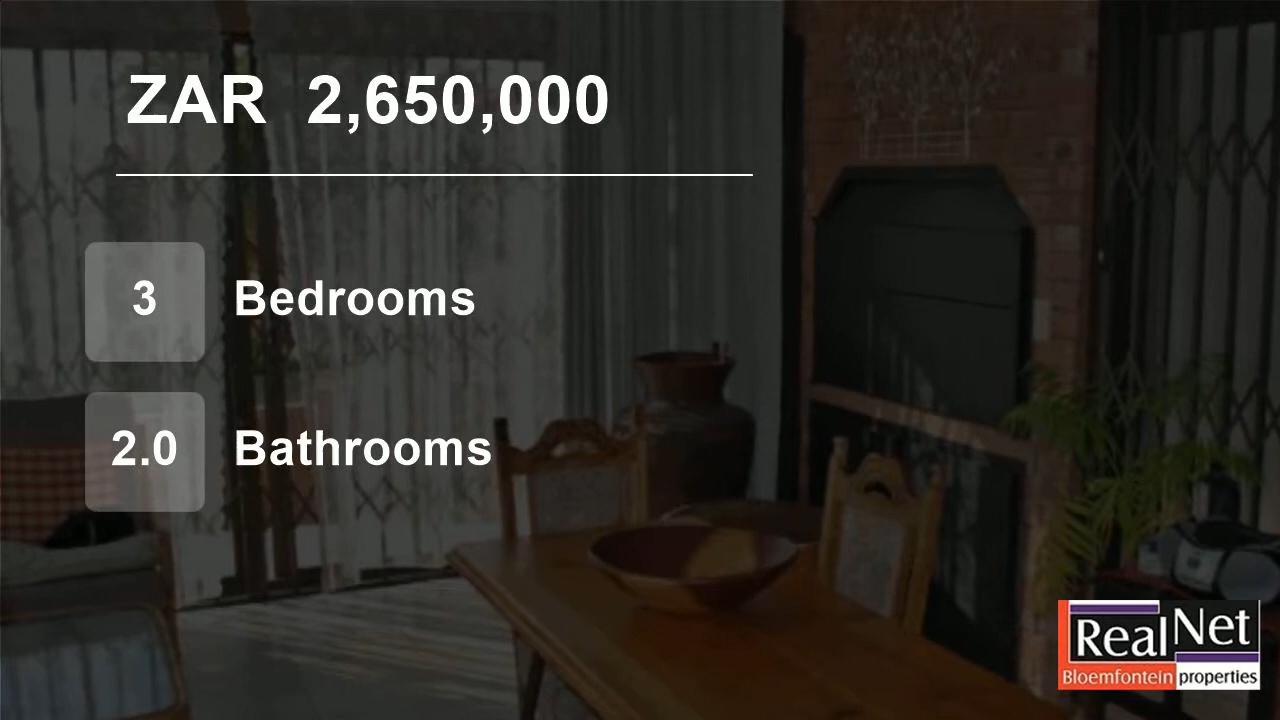 ZAR 2,650,000
3 Bedrooms
2.0 Bathrooms
RealNet
Bloemfontein properties